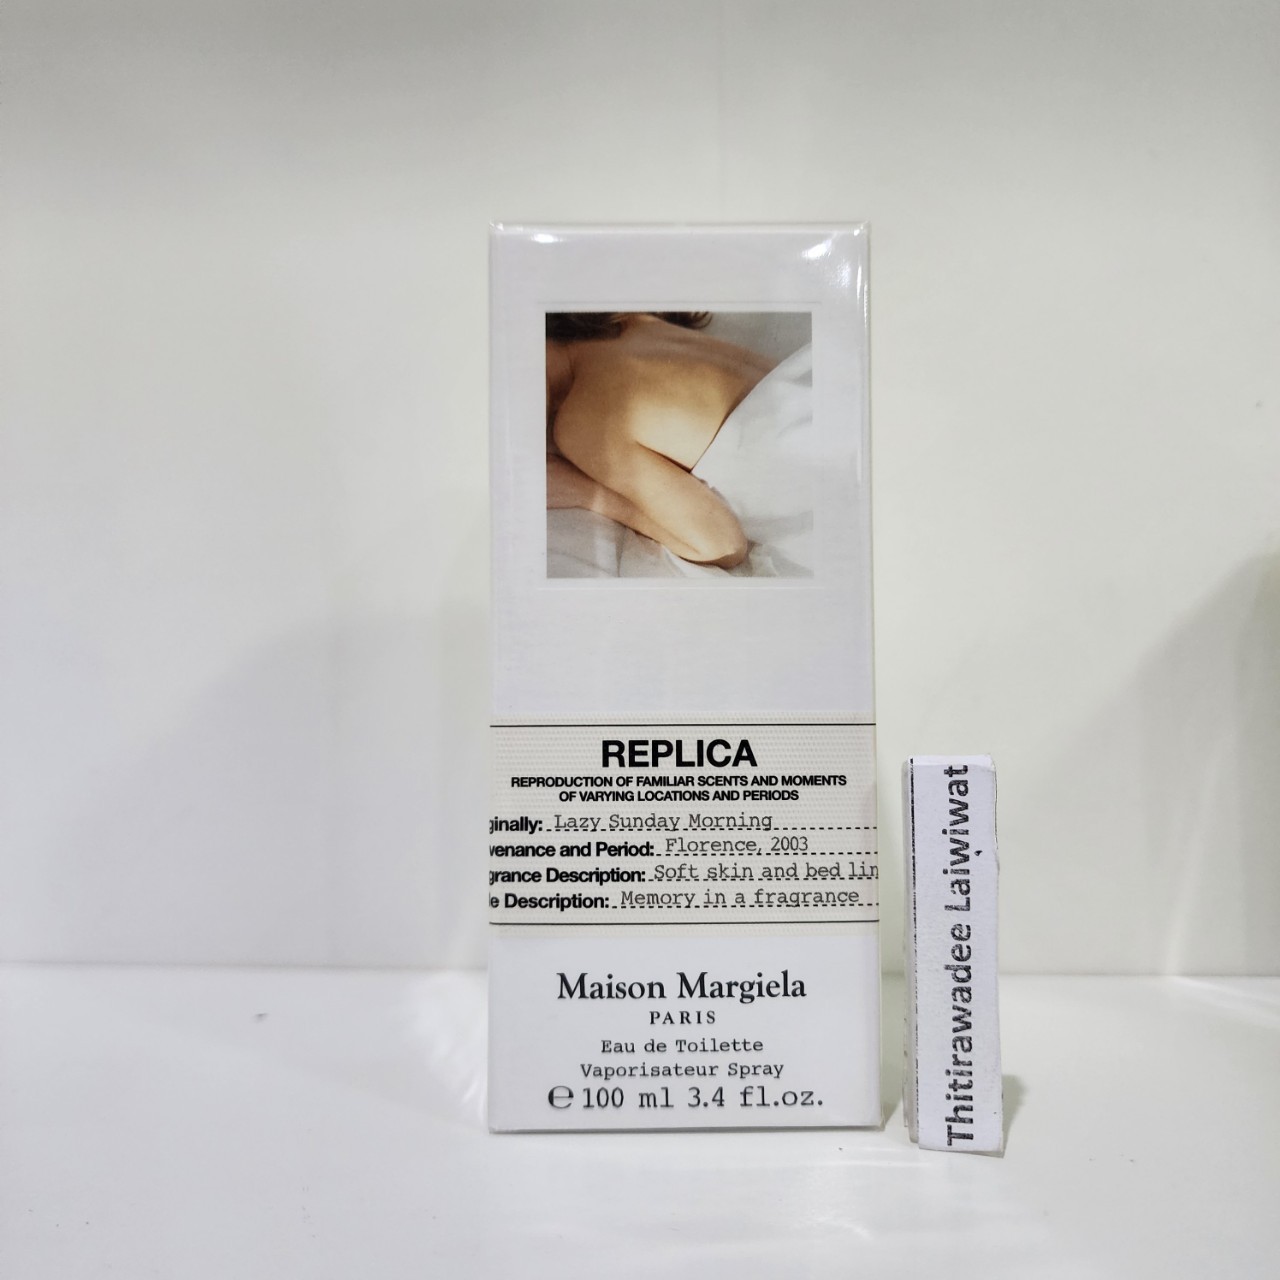 REPLICA
REPRODUCTION OF FAMILIAR SCENTS AND MOMENTS
OF VARYING LOCATIONS AND PERIODS
ginally: Lazy Sunday Morning
venance and Period: Florence, 2003
grance Description: Soft skin and bed lin
e Description: Memory in a fragrance
Maison Margiela
PARIS
Eau de Toilette
Vaporisateur Spray
℮ 100 ml 3.4 fl.oz.
Thitirawadee Laiwiwat